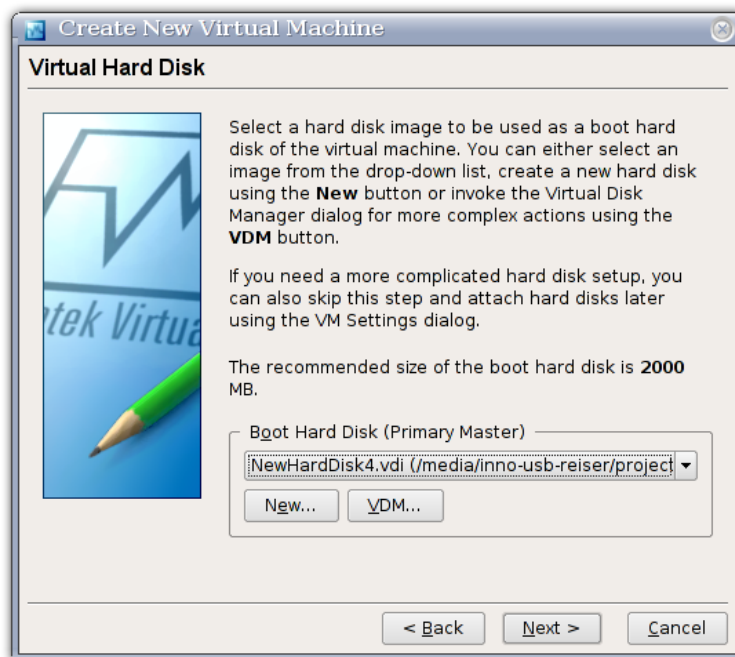 Create New Virtual Machine
Virtual Hard Disk
Select a hard disk image to be used as a boot hard
disk of the virtual machine. You can either select an
image from the drop-down list, create a new hard disk
using the New button or invoke the Virtual Disk
Manager dialog for more complex actions using the
VDM button.
If you need a more complicated hard disk setup, you
can also skip this step and attach hard disks later
using the VM Settings dialog.
The recommended size of the boot hard disk is 2000
MB.
tek Virtua
Boot Hard Disk (Primary Master)
NewHardDisk4.vdi (/media/inno-usb-reiser/project
New... VDM...
< Back Next > Cancel